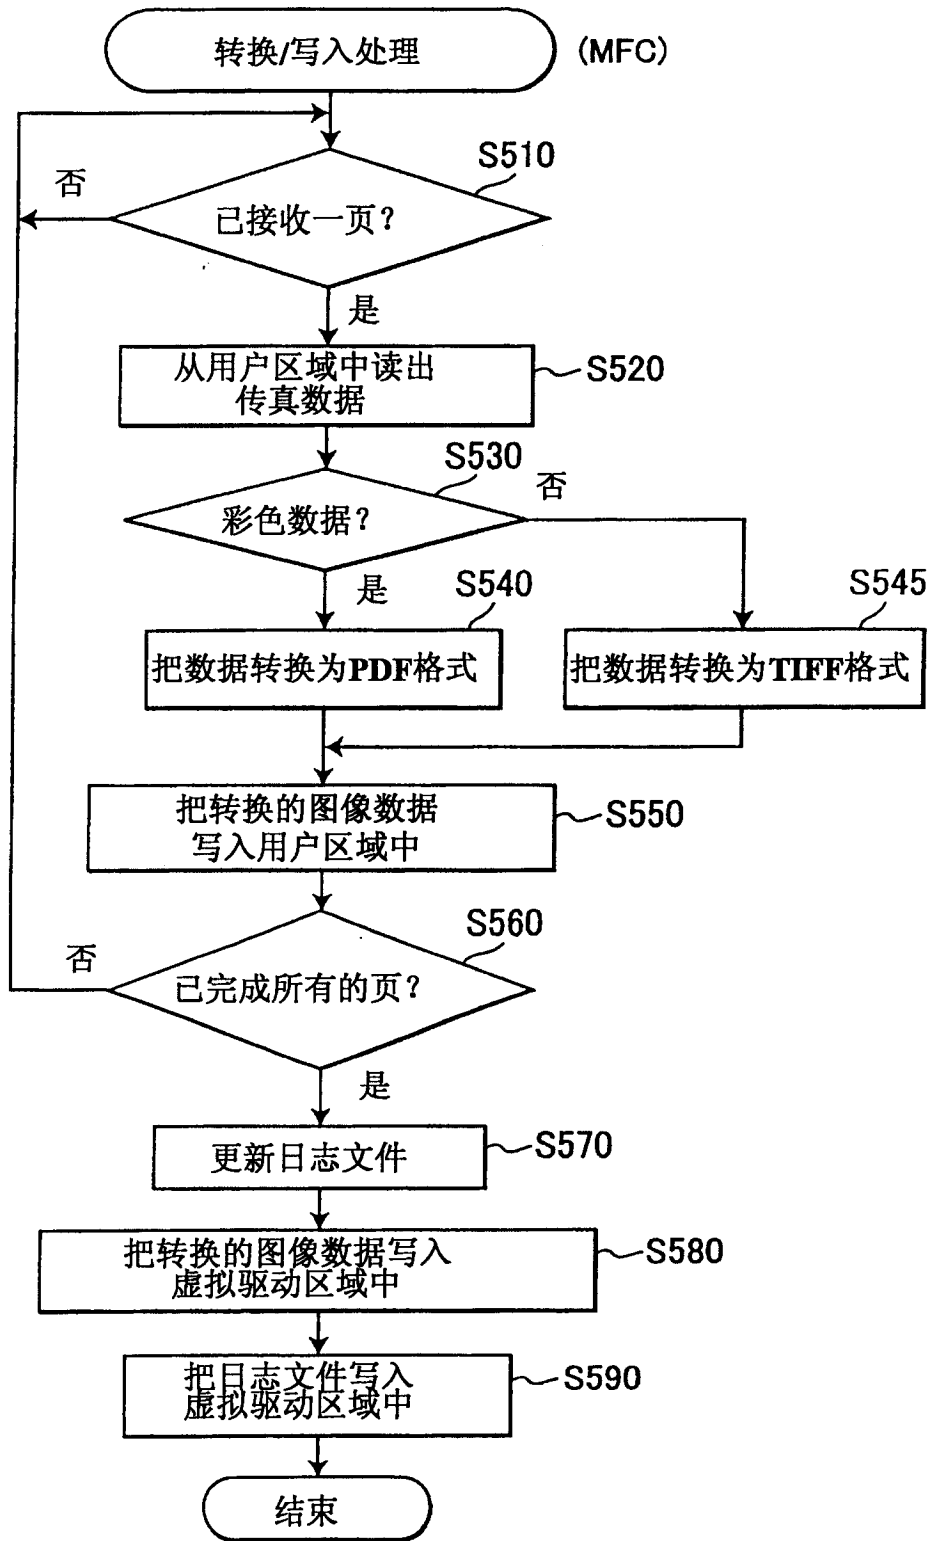 转换/写入处理
(MFC)
S510
否
已接收一页?
是
从用户区域中读出
传真数据
S520
S530
否
彩色数据?
是
S540
S545
把数据转换为PDF格式
把数据转换为TIFF格式
把转换的图像数据
写入用户区域中
S550
S560
否
已完成所有的页?
是
更新日志文件
S570
把转换的图像数据写入
虚拟驱动区域中
S580
把日志文件写入
虚拟驱动区域中
S590
结束